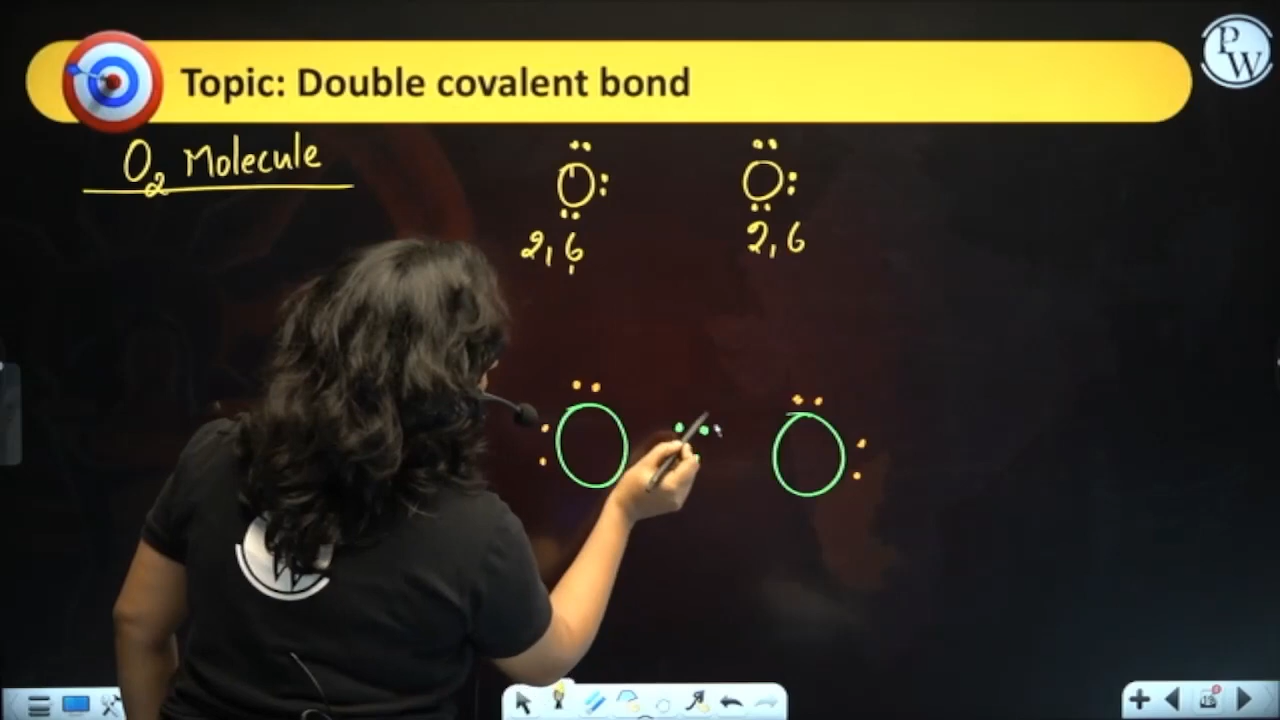 PW
Topic: Double covalent bond
O₂ Molecule
:O: :O:
2,6 2,6
O O